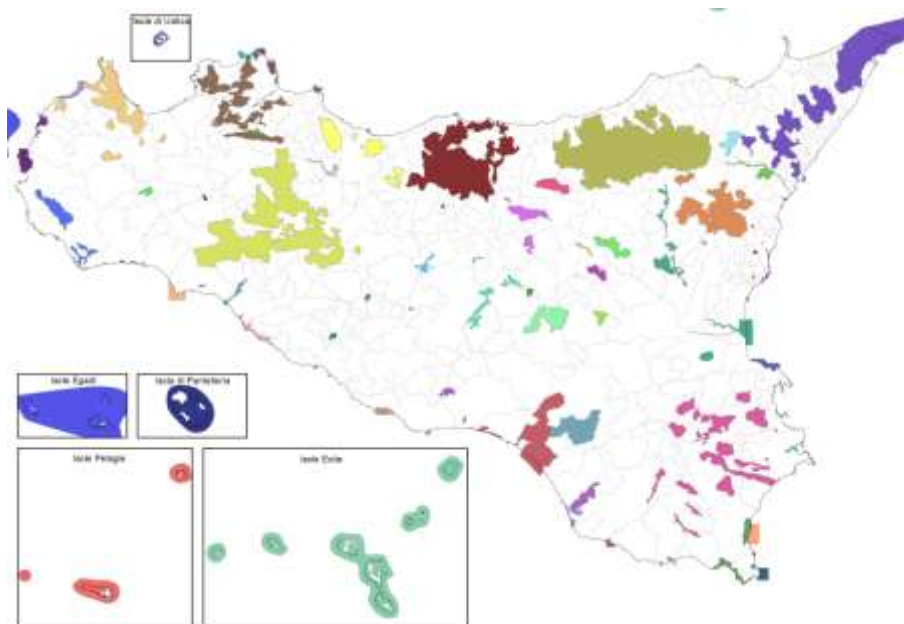 Isola di Ustica
Isole Egadi
Isola di Pantelleria
Isole Pelagie
Isole Eolie